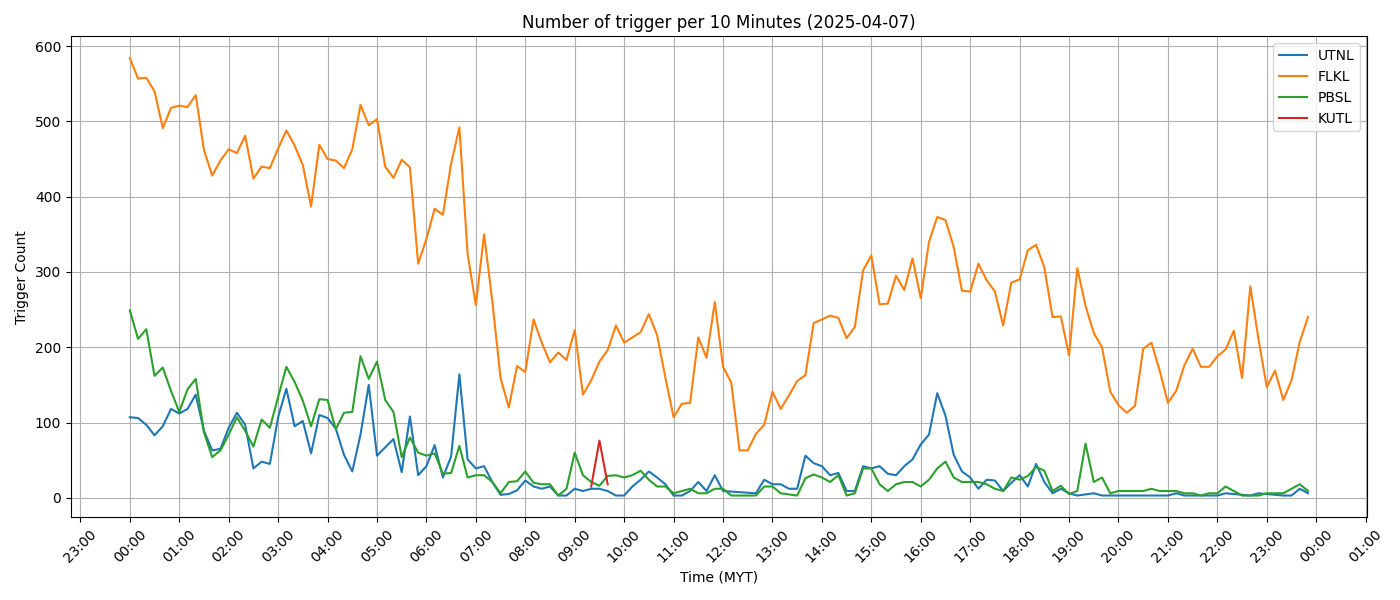 Number of trigger per 10 Minutes (2025-04-07)
UTNL
FLKL
PBSL
KUTL
Trigger Count
600
500
400
300
200
100
0
23:00 00:00 01:00 02:00 03:00 04:00 05:00 06:00 07:00 08:00 09:00 10:00 11:00 12:00 13:00 14:00 15:00 16:00 17:00 18:00 19:00 20:00 21:00 22:00 23:00 00:00 01:00
Time (MYT)